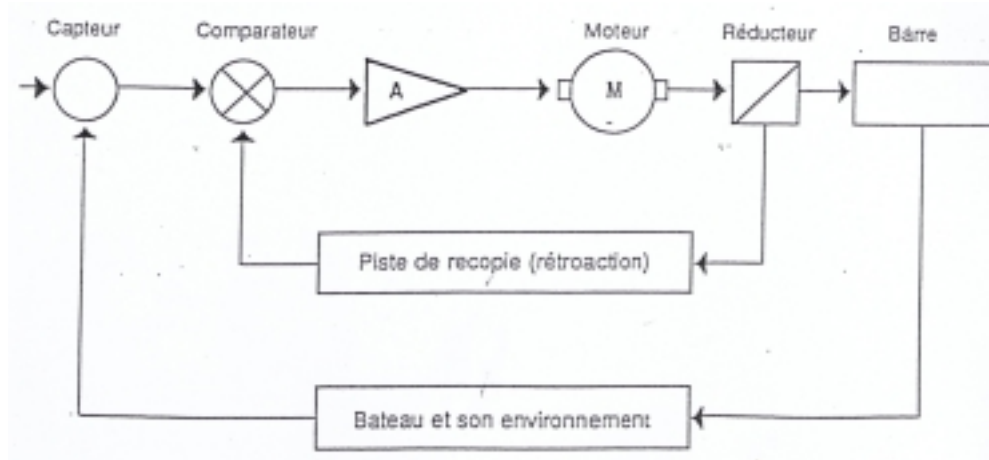 Capteur
Comparateur
Moteur
Réducteur
Barre
A
M
Piste de recopie (rétroaction)
Bateau et son environnement